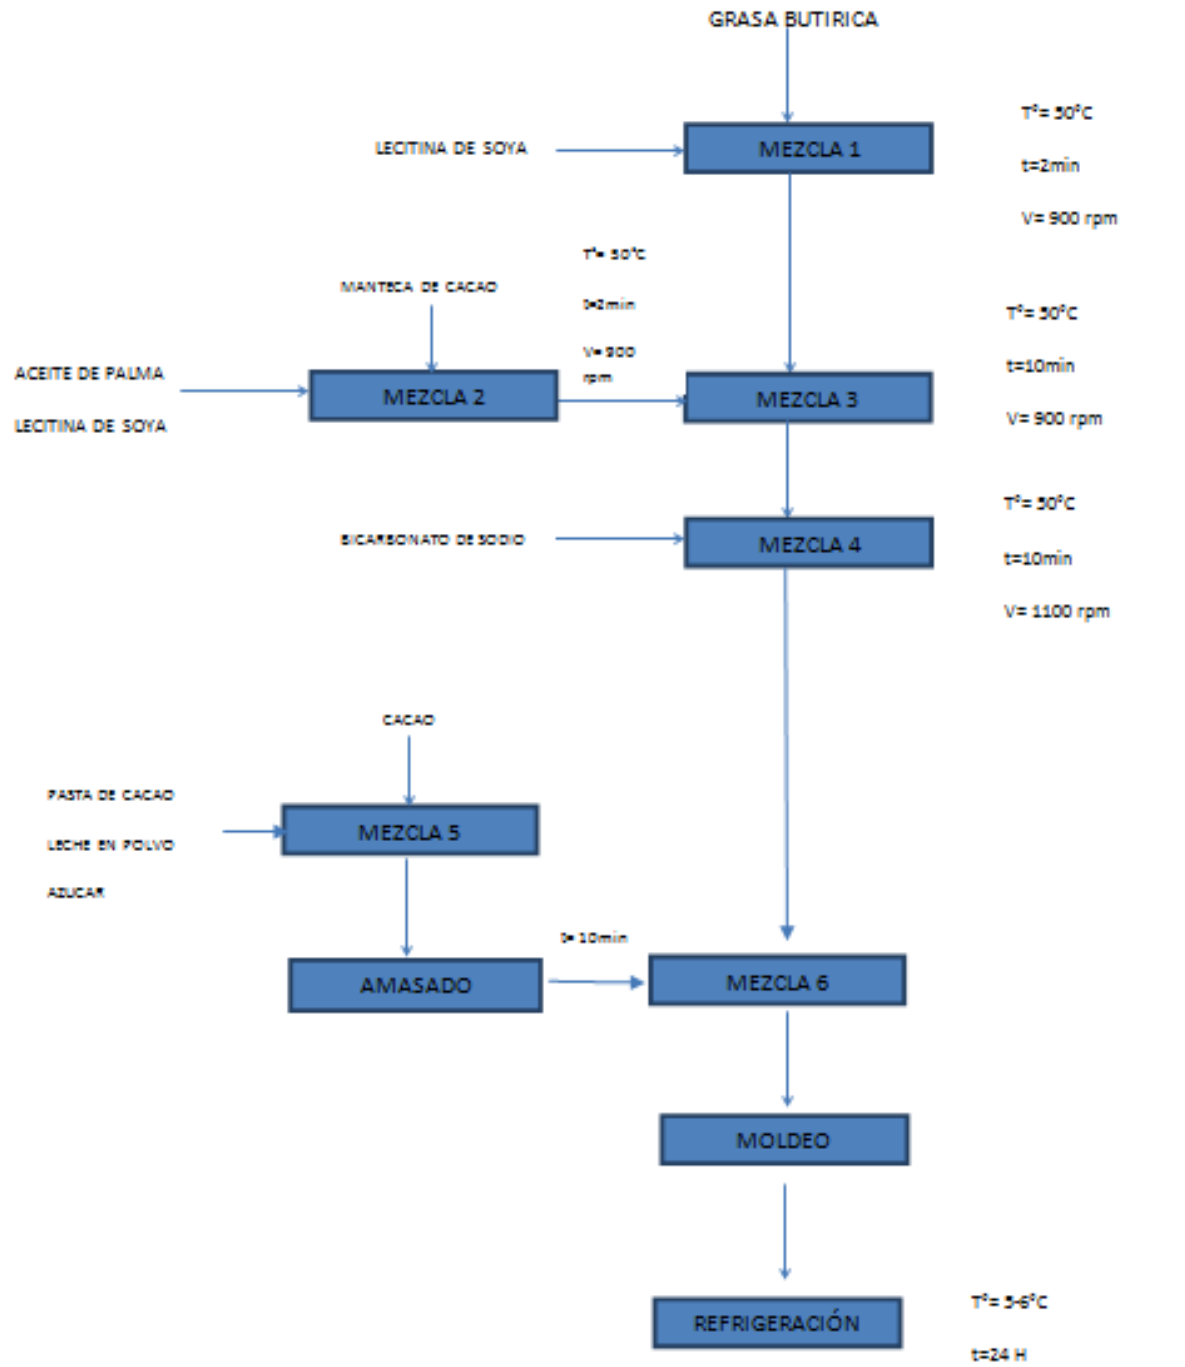 GRASA BUTIRICA
T°= 50°C
LECITINA DE SOYA
MEZCLA 1
t=2min
V= 900 rpm
T°= 50°C
MANTECA DE CACAO
t=2min
T°= 50°C
V= 900
rpm
ACEITE DE PALMA
t=10min
MEZCLA 2
MEZCLA 3
LECITINA DE SOYA
V= 900 rpm
T°= 50°C
BICARBONATO DE SODIO
MEZCLA 4
t=10min
V= 1100 rpm
CACAO
PASTA DE CACAO
MEZCLA 5
LECHE EN POLVO
AZUCAR
t= 10min
AMASADO
MEZCLA 6
MOLDEO
T°= 5-6°C
REFRIGERACIÓN
t=24 H